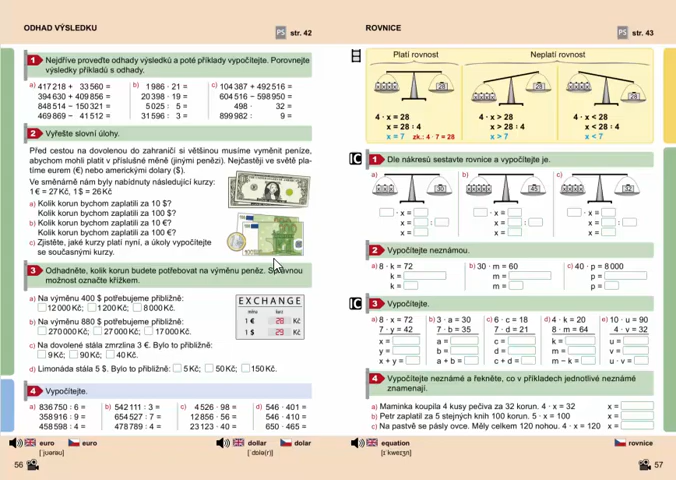 ODHAD VÝSLEDKU
PS str. 42
1 Nejdříve proveďte odhady výsledků a poté příklady vypočítejte. Porovnejte
výsledky příkladů s odhady.
a) 417 218 + 33 560 =
394 630 + 409 856 =
848 514 − 150 321 =
469 869 − 41 512 =
b) 1 986 · 21 =
20 398 · 19 =
5 025 : 5 =
31 596 : 3 =
c) 104 387 + 492 516 =
604 516 − 598 950 =
498 · 32 =
899 982 : 9 =
2 Vyřešte slovní úlohy.
Před cestou na dovolenou do zahraničí si většinou musíme vyměnit peníze,
abychom mohli platit v příslušné měně (jinými penězi). Nejčastěji ve světě pla-
tíme eurem (€) nebo americkými dolary ($).
Ve směnárně nám byly nabídnuty následující kurzy:
1 € = 27 Kč, 1 $ = 26 Kč
a) Kolik korun bychom zaplatili za 10 $?
Kolik korun bychom zaplatili za 100 $?
b) Kolik korun bychom zaplatili za 10 €?
Kolik korun bychom zaplatili za 100 €?
c) Zjistěte, jaké kurzy platí nyní, a úkoly vypočítejte
se současnými kurzy.
100
3 Odhadněte, kolik korun budete potřebovat na výměnu peněz. Správnou
možnost označte křížkem.
a) Na výměnu 400 $ potřebujeme přibližně:
12 000 Kč 1 200 Kč 8 000 Kč.
b) Na výměnu 880 $ potřebujeme přibližně:
270 000 Kč 27 000 Kč 17 000 Kč.
c) Na dovolené stála zmrzlina 3 €. Bylo to přibližně:
9 Kč 90 Kč 40 Kč.
d) Limonáda stála 5 $. Bylo to přibližně: 5 Kč 50 Kč 150 Kč.
EXCHANGE
měna kurz
1 € 28 Kč
1 $ 29 Kč
4 Vypočítejte.
a) 836 750 : 6 =
358 916 : 9 =
458 598 : 4 =
b) 542 111 : 3 =
654 527 : 7 =
478 789 : 4 =
c) 4 526 · 98 =
12 856 · 56 =
23 123 · 40 =
d) 546 · 401 =
546 · 410 =
650 · 465 =
euro euro
[ˈjuərəu]
dollar dolar
[ˈdolə(r)]
56
ROVNICE
PS str. 43
Platí rovnost
Neplatí rovnost
28
28
28
4 · x = 28
x = 28 : 4
x = 7 zk.: 4 · 7 = 28
4 · x > 28
x > 28 : 4
x > 7
4 · x < 28
x < 28 : 4
x < 7
1 Dle nákresů sestavte rovnice a vypočítejte je.
a)
b)
c)
· x =
x = :
x =
· x =
x = :
x =
· x =
x = :
x =
2 Vypočítejte neznámou.
a) 8 · k = 72
k =
k =
b) 30 · m = 60
m =
m =
c) 40 · p = 8 000
p =
p =
3 Vypočítejte.
a) 8 · x = 72
7 · y = 42
x =
y =
x + y =
b) 3 · a = 30
7 · b = 35
a =
b =
a + b =
c) 6 · c = 18
7 · d = 21
c =
d =
c + d =
d) 4 · k = 20
8 · m = 64
k =
m =
m − k =
e) 10 · u = 90
4 · v = 32
u =
v =
u · v =
4 Vypočítejte neznámé a řekněte, co v příkladech jednotlivé neznámé
znamenají.
a) Maminka koupila 4 kusy pečiva za 32 korun. 4 · x = 32 x =
b) Petr zaplatil za 5 stejných knih 100 korun. 5 · x = 100 x =
c) Na pastvě se pásly ovce. Měly celkem 120 nohou. 4 · x = 120 x =
equation
[ɪˈkweɪʒn]
rovnice
57